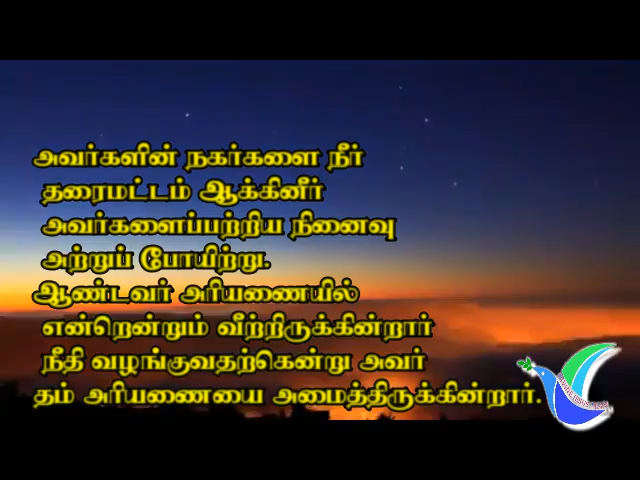 அவர்களின் நகர்களை நீர்
தரைமட்டம் ஆக்கினீர்
அவர்களைப்பற்றிய நினைவு
அற்றுப் போயிற்று.
ஆண்டவர் அரியணையில்
என்றென்றும் வீற்றிருக்கின்றார்
நீதி வழங்குவதற்கென்று அவர்
தம் அரியணையை அமைத்திருக்கின்றார்.